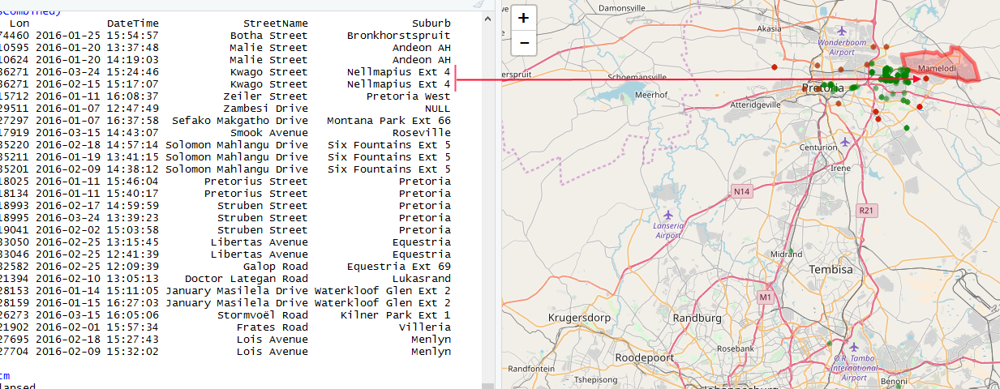 sCombined)
Lon DateTime StreetName Suburb
74460 2016-01-25 15:54:57 Botha Street Bronkhorstspruit
10595 2016-01-20 13:37:48 Malie Street Andeon AH
10624 2016-01-20 14:19:03 Malie Street Andeon AH
36271 2016-03-24 15:24:46 Kwago Street Nellmapius Ext 4
36271 2016-02-15 15:17:07 Kwago Street Nellmapius Ext 4
15712 2016-01-11 16:08:37 Zeiler Street Pretoria West
29511 2016-01-07 12:47:49 Zambesi Drive NULL
27297 2016-01-07 16:37:58 Sefako Makgatho Drive Montana Park Ext 66
17919 2016-03-15 14:43:07 Smook Avenue Roseville
35220 2016-02-18 14:57:14 Solomon Mahlangu Drive Six Fountains Ext 5
35211 2016-01-19 13:41:15 Solomon Mahlangu Drive Six Fountains Ext 5
35201 2016-02-09 14:38:12 Solomon Mahlangu Drive Six Fountains Ext 5
18025 2016-01-11 15:46:04 Pretorius Street Pretoria
18134 2016-01-11 15:40:17 Pretorius Street Pretoria
18993 2016-02-17 14:59:59 Struben Street Pretoria
18995 2016-03-24 13:39:23 Struben Street Pretoria
19041 2016-02-02 15:03:58 Struben Street Pretoria
33050 2016-02-25 13:15:45 Libertas Avenue Equestria
33046 2016-02-25 12:41:39 Libertas Avenue Equestria
32582 2016-02-25 12:09:39 Galop Road Equestria Ext 69
21394 2016-02-10 13:05:13 Doctor Lategan Road Lukasrand
28153 2016-01-14 15:11:05 January Masilela Drive Waterkloof Glen Ext 2
28159 2016-01-15 16:27:03 January Masilela Drive Waterkloof Glen Ext 2
26273 2016-03-15 16:05:06 Stormvoël Road Kilner Park Ext 1
21902 2016-02-01 15:57:34 Frates Road Villeria
27695 2016-02-18 15:27:43 Lois Avenue Menlyn
27704 2016-02-09 15:32:02 Lois Avenue Menlyn
tm
lapsed
+
−
Damonsville
Akasia
Wonderboom
Airport
Mamelodi
erspruit
Schoemansville
Meerhof
Pretoria
Atteridgeville
Centurion
Irene
N14
R21
Lanseria
Airport
Midrand
Tembisa
M1
Krugersdorp
Randburg
Rosebank
Roodepoort
Randfontein
O.R. Tambo
International
Airport
Tshepisong
Benoni
Johannesburg